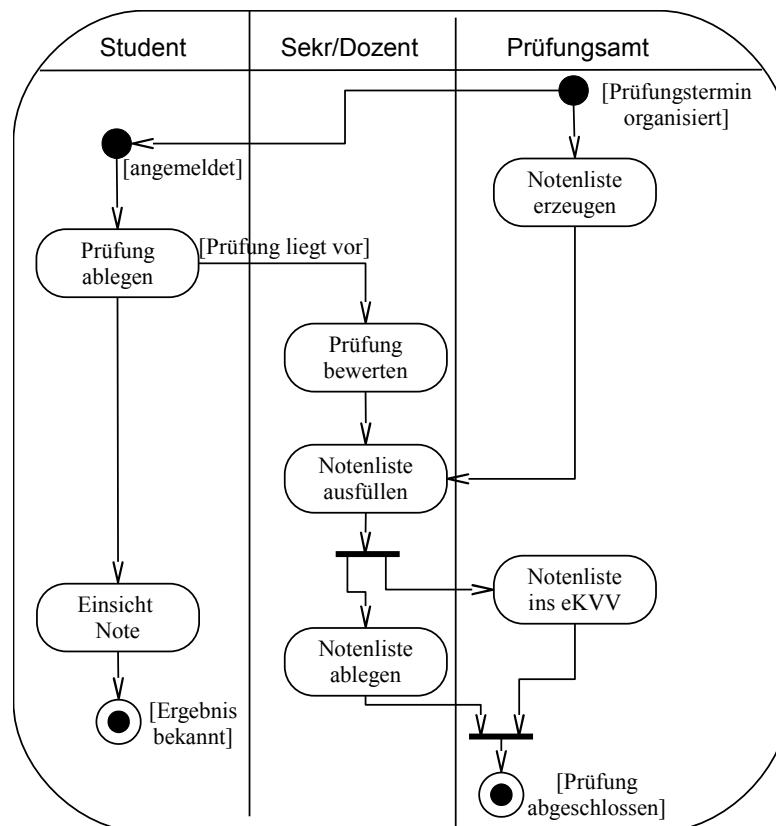 Student
Sekr/Dozent
Prüfungsamt
[Prüfungstermin
organisiert]
[angemeldet]
Notenliste
erzeugen
Prüfung
ablegen
[Prüfung liegt vor]
Prüfung
bewerten
Notenliste
ausfüllen
Notenliste
ins eKVV
Einsicht
Note
Notenliste
ablegen
[Ergebnis
bekannt]
[Prüfung
abgeschlossen]